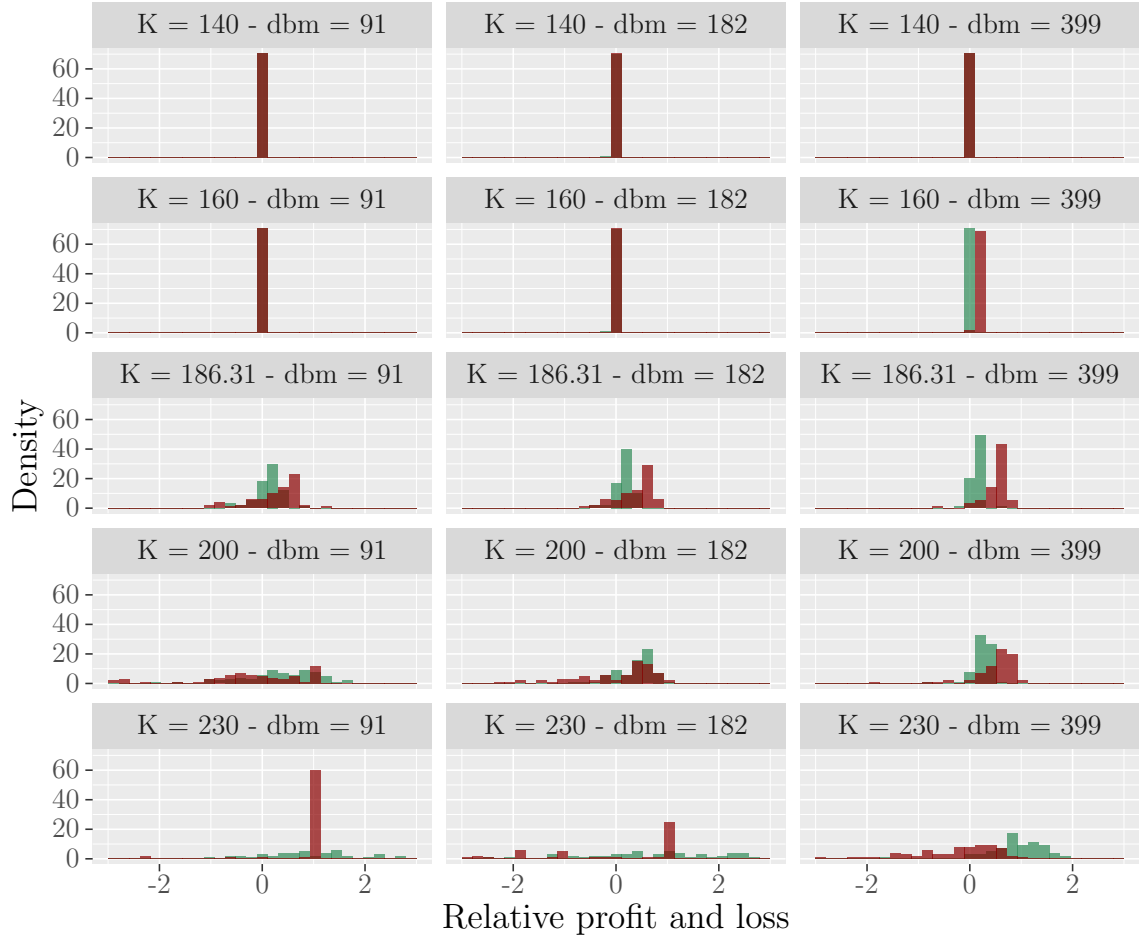 K = 140 - dbm = 91
K = 140 - dbm = 182
K = 140 - dbm = 399
60
40
20
0
K = 160 - dbm = 91
K = 160 - dbm = 182
K = 160 - dbm = 399
60
40
20
0
K = 186.31 - dbm = 91
K = 186.31 - dbm = 182
K = 186.31 - dbm = 399
60
40
20
0
Density
K = 200 - dbm = 91
K = 200 - dbm = 182
K = 200 - dbm = 399
60
40
20
0
K = 230 - dbm = 91
K = 230 - dbm = 182
K = 230 - dbm = 399
60
40
20
0
-2 0 2 -2 0 2 -2 0 2
Relative profit and loss